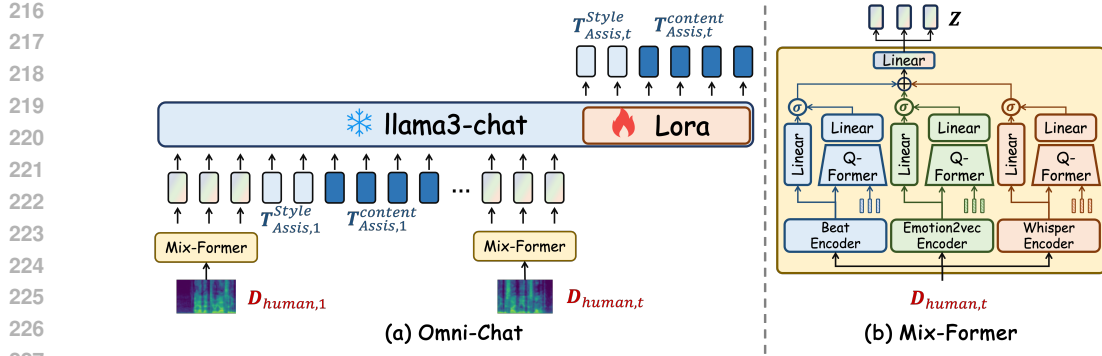 216
217
218
219
220
221
222
223
224
225
226
227
T^{Style}_{Assis,t} T^{content}_{Assis,t}
llama3-chat Lora
...
T^{Style}_{Assis,1} T^{content}_{Assis,1}
Mix-Former Mix-Former
D_{human,1} D_{human,t}
(a) Omni-Chat
Z
Linear
σ σ σ
Linear Linear Linear
Linear Linear Linear
Q-Former Q-Former Q-Former
Beat Encoder Emotion2vec Encoder Whisper Encoder
D_{human,t}
(b) Mix-Former